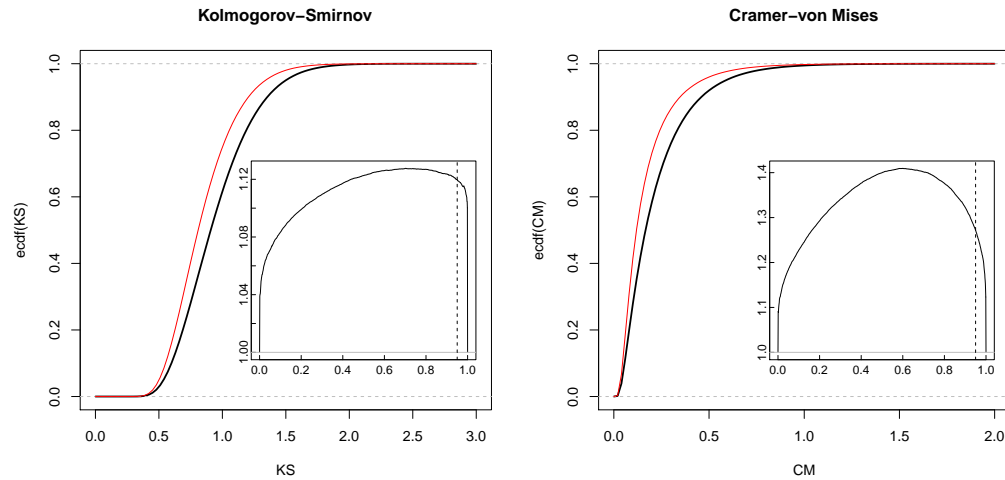 Kolmogorov−Smirnov
ecdf(KS)
1.0
0.8
0.6
0.4
0.2
0.0
1.12
1.08
1.04
1.00
0.0 0.2 0.4 0.6 0.8 1.0
0.0 0.5 1.0 1.5 2.0 2.5 3.0
KS
Cramer−von Mises
ecdf(CM)
1.0
0.8
0.6
0.4
0.2
0.0
1.4
1.3
1.2
1.1
1.0
0.0 0.2 0.4 0.6 0.8 1.0
0.0 0.5 1.0 1.5 2.0
CM